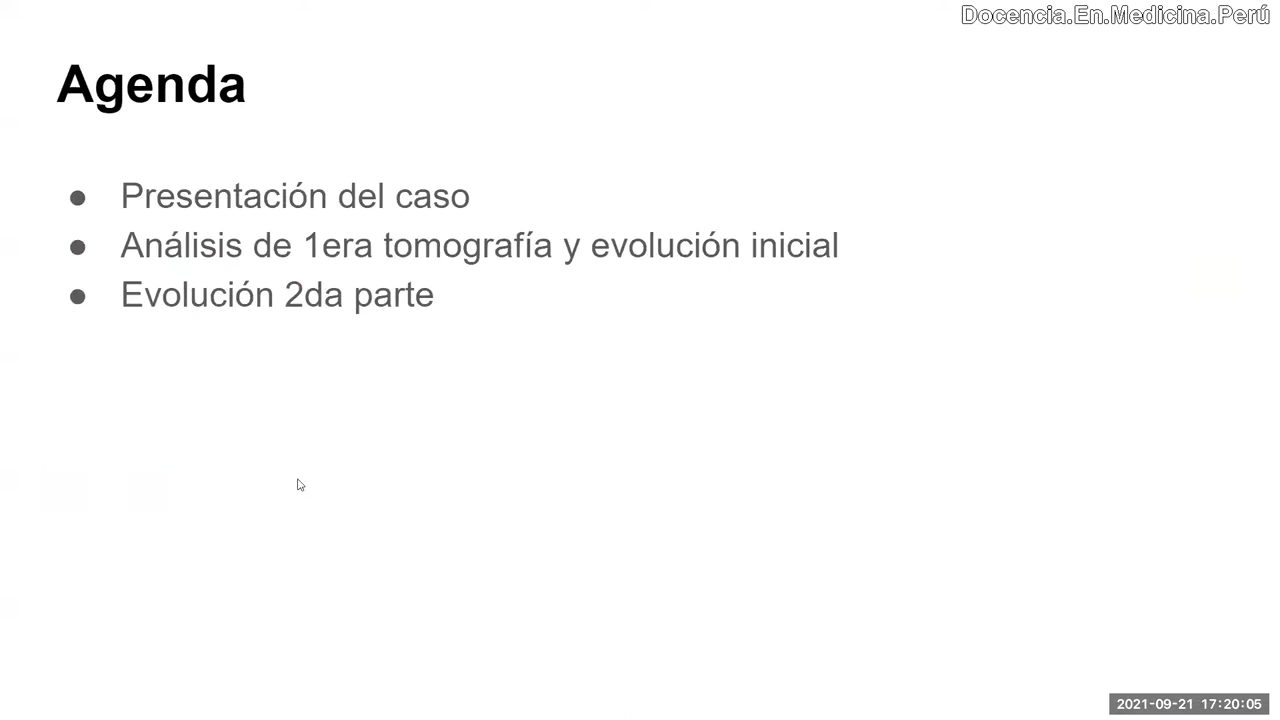 Docencia.En.Medicina.Perú
Agenda
● Presentación del caso
● Análisis de 1era tomografía y evolución inicial
● Evolución 2da parte
2021-09-21 17:20:05